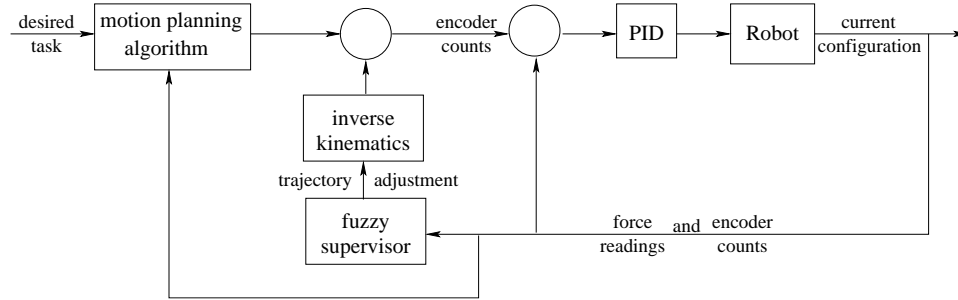 desired
task
motion planning
algorithm
encoder
counts
PID
Robot
current
configuration
inverse
kinematics
trajectory adjustment
fuzzy
supervisor
force
readings
and
encoder
counts